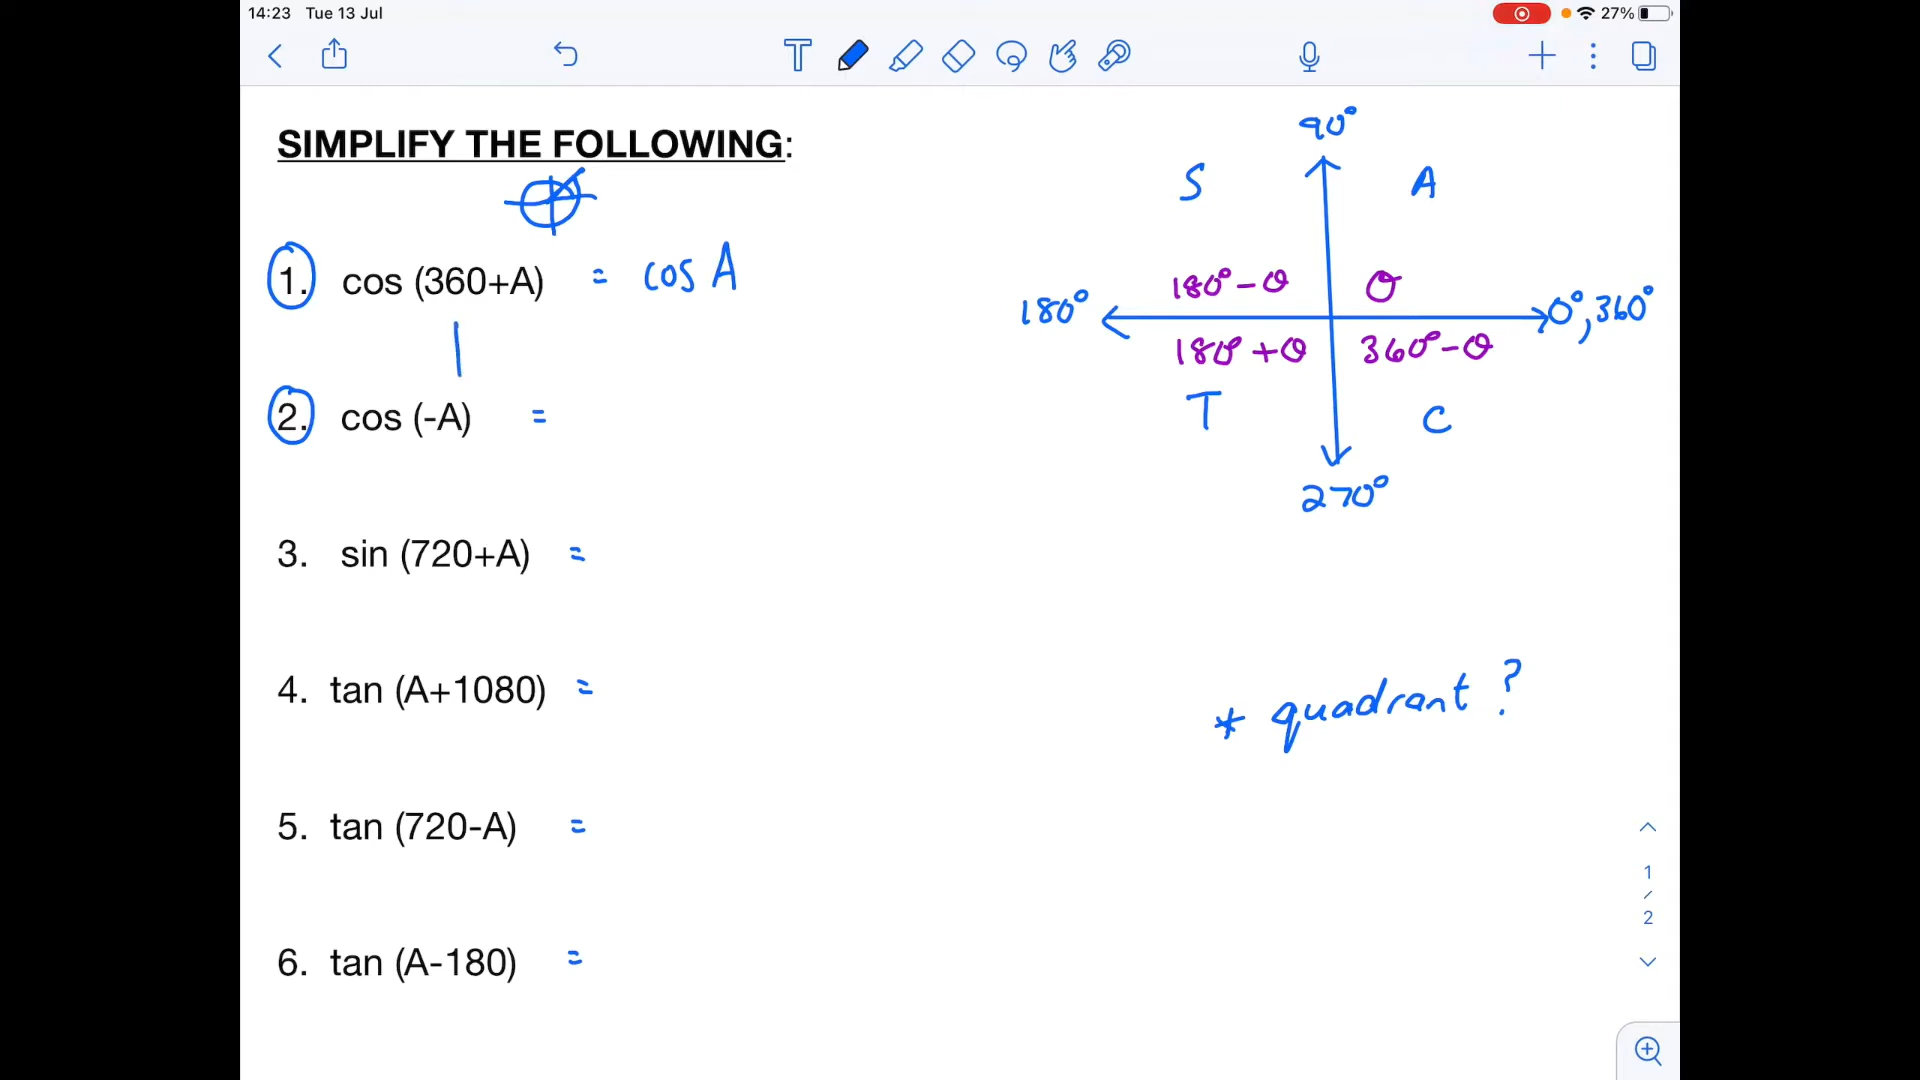 14:23 Tue 13 Jul
27%
SIMPLIFY THE FOLLOWING:
1. cos (360+A) = cos A
2. cos (-A) =
3. sin (720+A) =
4. tan (A+1080) =
5. tan (720-A) =
6. tan (A-180) =
90°
S A
180°-θ θ
180° 0°, 360°
180°+θ 360°-θ
T C
270°
* quadrant ?
1
/
2